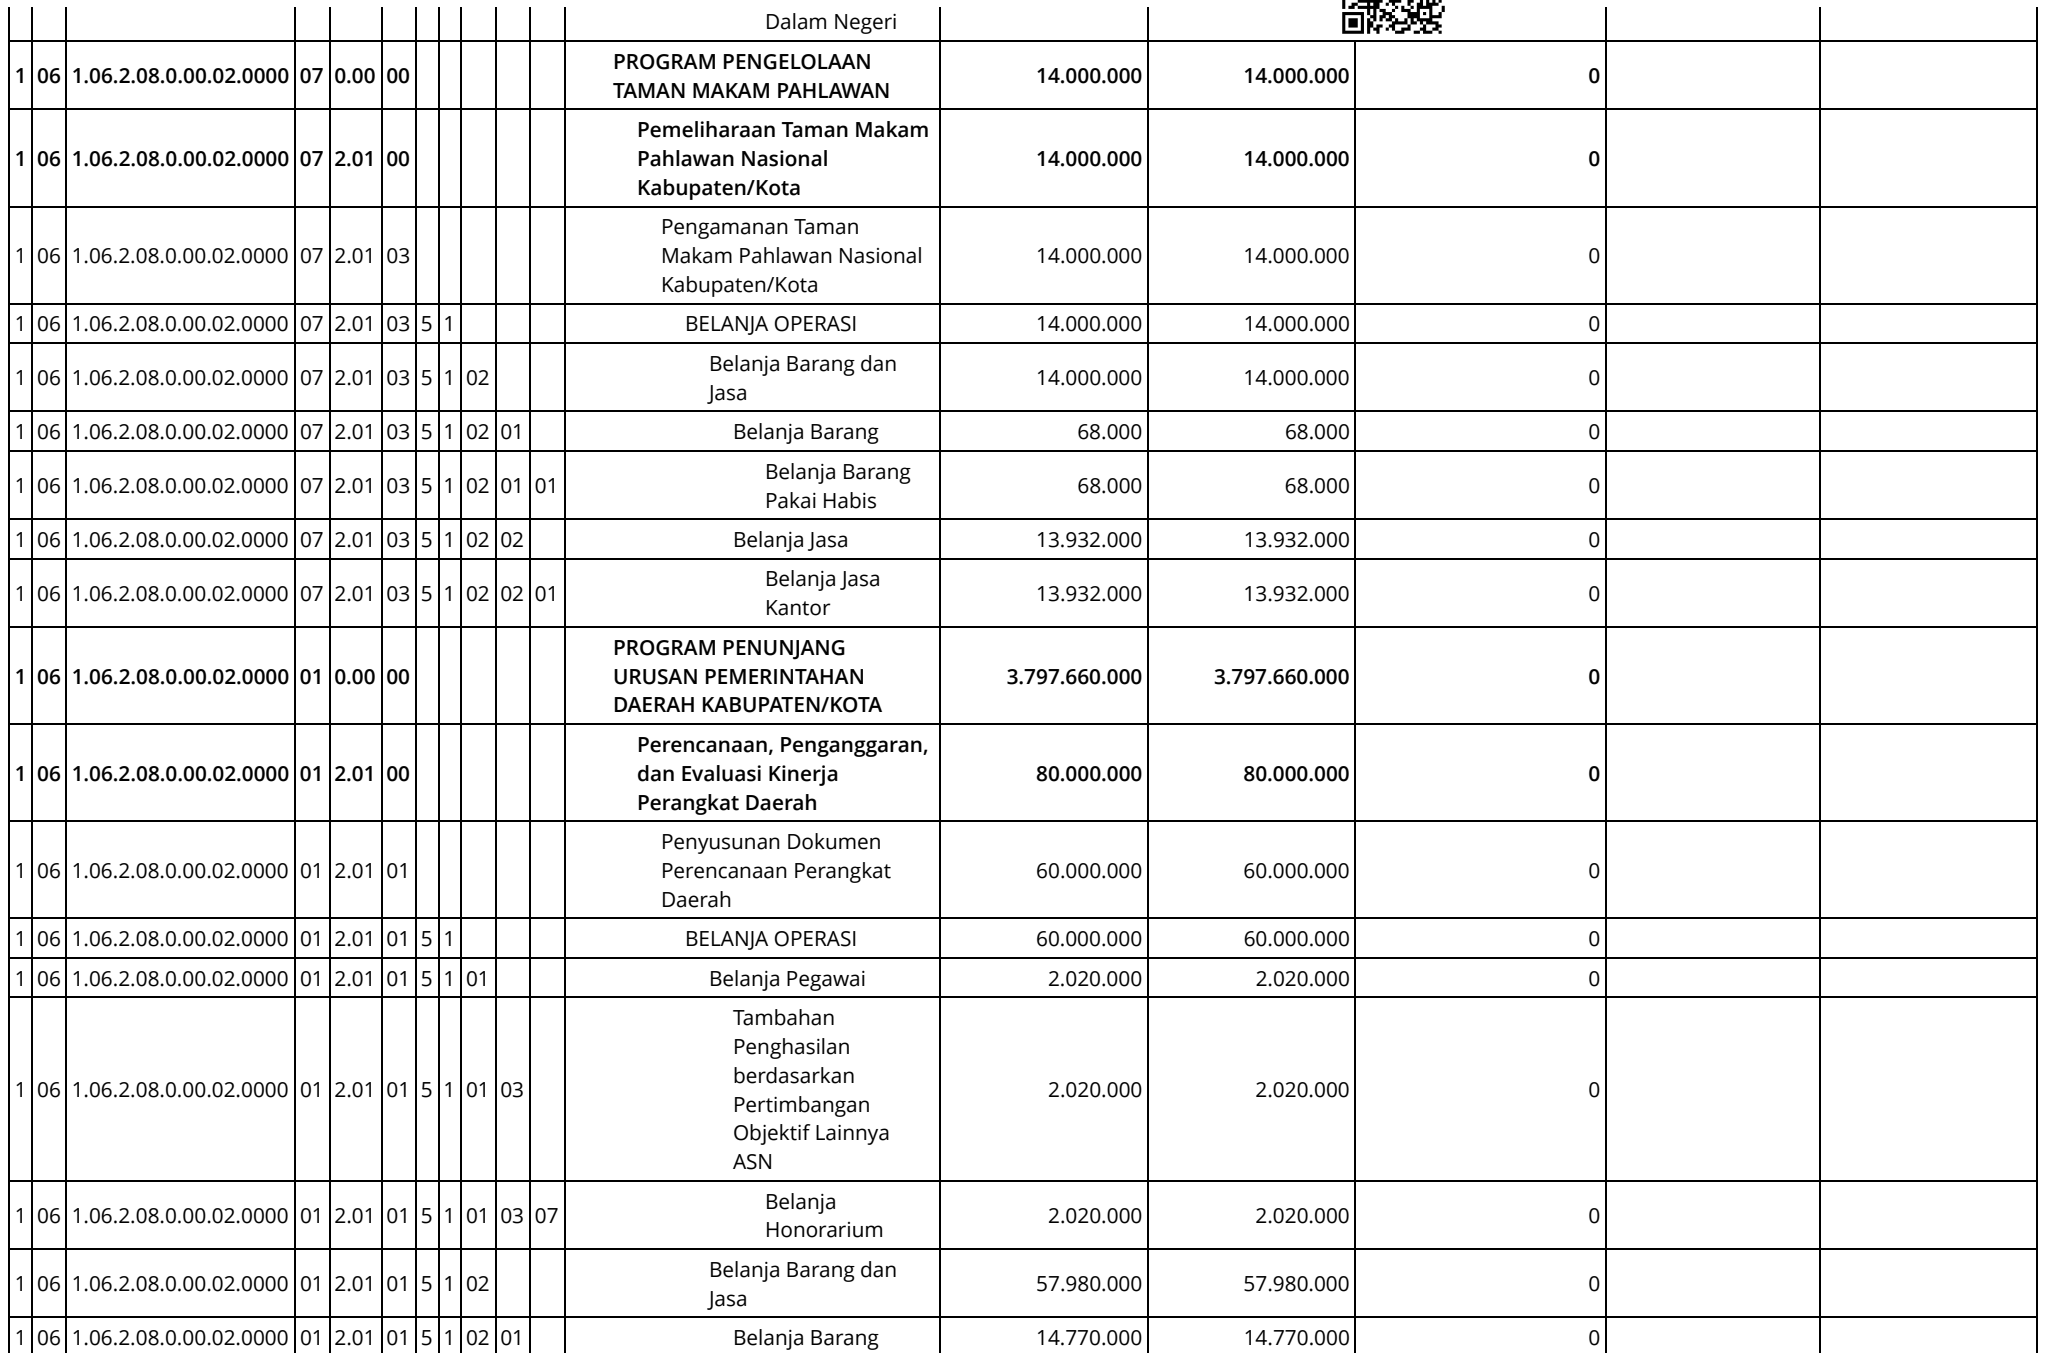 Dalam Negeri
1 06 1.06.2.08.0.00.02.0000 07 0.00 00 PROGRAM PENGELOLAAN TAMAN MAKAM PAHLAWAN 14.000.000 14.000.000 0
1 06 1.06.2.08.0.00.02.0000 07 2.01 00 Pemeliharaan Taman Makam Pahlawan Nasional Kabupaten/Kota 14.000.000 14.000.000 0
1 06 1.06.2.08.0.00.02.0000 07 2.01 03 Pengamanan Taman Makam Pahlawan Nasional Kabupaten/Kota 14.000.000 14.000.000 0
1 06 1.06.2.08.0.00.02.0000 07 2.01 03 5 1 BELANJA OPERASI 14.000.000 14.000.000 0
1 06 1.06.2.08.0.00.02.0000 07 2.01 03 5 1 02 Belanja Barang dan Jasa 14.000.000 14.000.000 0
1 06 1.06.2.08.0.00.02.0000 07 2.01 03 5 1 02 01 Belanja Barang 68.000 68.000 0
1 06 1.06.2.08.0.00.02.0000 07 2.01 03 5 1 02 01 01 Belanja Barang Pakai Habis 68.000 68.000 0
1 06 1.06.2.08.0.00.02.0000 07 2.01 03 5 1 02 02 Belanja Jasa 13.932.000 13.932.000 0
1 06 1.06.2.08.0.00.02.0000 07 2.01 03 5 1 02 02 01 Belanja Jasa Kantor 13.932.000 13.932.000 0
1 06 1.06.2.08.0.00.02.0000 01 0.00 00 PROGRAM PENUNJANG URUSAN PEMERINTAHAN DAERAH KABUPATEN/KOTA 3.797.660.000 3.797.660.000 0
1 06 1.06.2.08.0.00.02.0000 01 2.01 00 Perencanaan, Penganggaran, dan Evaluasi Kinerja Perangkat Daerah 80.000.000 80.000.000 0
1 06 1.06.2.08.0.00.02.0000 01 2.01 01 Penyusunan Dokumen Perencanaan Perangkat Daerah 60.000.000 60.000.000 0
1 06 1.06.2.08.0.00.02.0000 01 2.01 01 5 1 BELANJA OPERASI 60.000.000 60.000.000 0
1 06 1.06.2.08.0.00.02.0000 01 2.01 01 5 1 01 Belanja Pegawai 2.020.000 2.020.000 0
1 06 1.06.2.08.0.00.02.0000 01 2.01 01 5 1 01 03 Tambahan Penghasilan berdasarkan Pertimbangan Objektif Lainnya ASN 2.020.000 2.020.000 0
1 06 1.06.2.08.0.00.02.0000 01 2.01 01 5 1 01 03 07 Belanja Honorarium 2.020.000 2.020.000 0
1 06 1.06.2.08.0.00.02.0000 01 2.01 01 5 1 02 Belanja Barang dan Jasa 57.980.000 57.980.000 0
1 06 1.06.2.08.0.00.02.0000 01 2.01 01 5 1 02 01 Belanja Barang 14.770.000 14.770.000 0